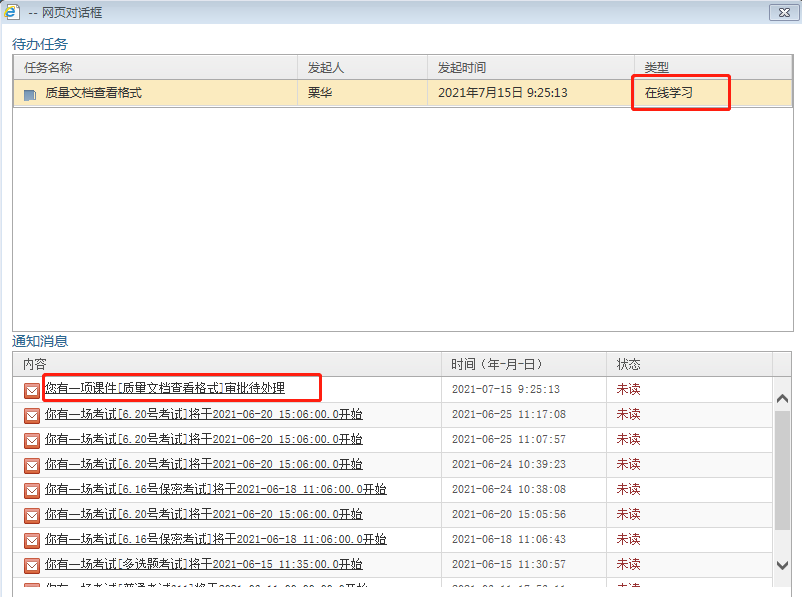 -- 网页对话框
待办任务
任务名称 发起人 发起时间 类型
质量文档查看格式 栗华 2021年7月15日 9:25:13 在线学习
通知消息
内容 时间（年-月-日） 状态
您有一项课件[质量文档查看格式]审批待处理 2021-07-15 9:25:13 未读
你有一场考试[6.20号考试]将于2021-06-20 15:06:00.0开始 2021-06-25 11:17:08 未读
你有一场考试[6.20号考试]将于2021-06-20 15:06:00.0开始 2021-06-25 11:07:57 未读
你有一场考试[6.20号考试]将于2021-06-20 15:06:00.0开始 2021-06-24 10:39:23 未读
你有一场考试[6.16号保密考试]将于2021-06-18 11:06:00.0开始 2021-06-24 10:38:08 未读
你有一场考试[6.20号考试]将于2021-06-20 15:06:00.0开始 2021-06-20 15:05:56 未读
你有一场考试[6.16号保密考试]将于2021-06-18 11:06:00.0开始 2021-06-18 11:06:43 未读
你有一场考试[多选题考试]将于2021-06-15 11:35:00.0开始 2021-06-15 11:30:57 未读